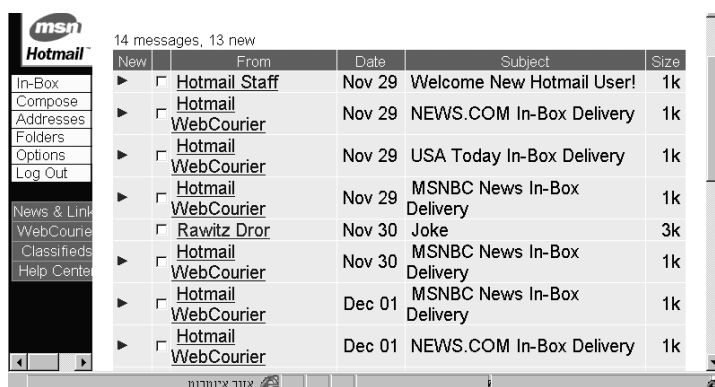 msn
Hotmail
14 messages, 13 new
New From Date Subject Size
In-Box
Compose
Addresses
Folders
Options
Log Out
News & Link
WebCourie
Classifieds
Help Cente
Hotmail Staff Nov 29 Welcome New Hotmail User! 1k
Hotmail
WebCourier Nov 29 NEWS.COM In-Box Delivery 1k
Hotmail
WebCourier Nov 29 USA Today In-Box Delivery 1k
Hotmail
WebCourier Nov 29 MSNBC News In-Box
Delivery 1k
Rawitz Dror Nov 30 Joke 3k
Hotmail
WebCourier Nov 30 MSNBC News In-Box
Delivery 1k
Hotmail
WebCourier Dec 01 MSNBC News In-Box
Delivery 1k
Hotmail
WebCourier Dec 01 NEWS.COM In-Box Delivery 1k